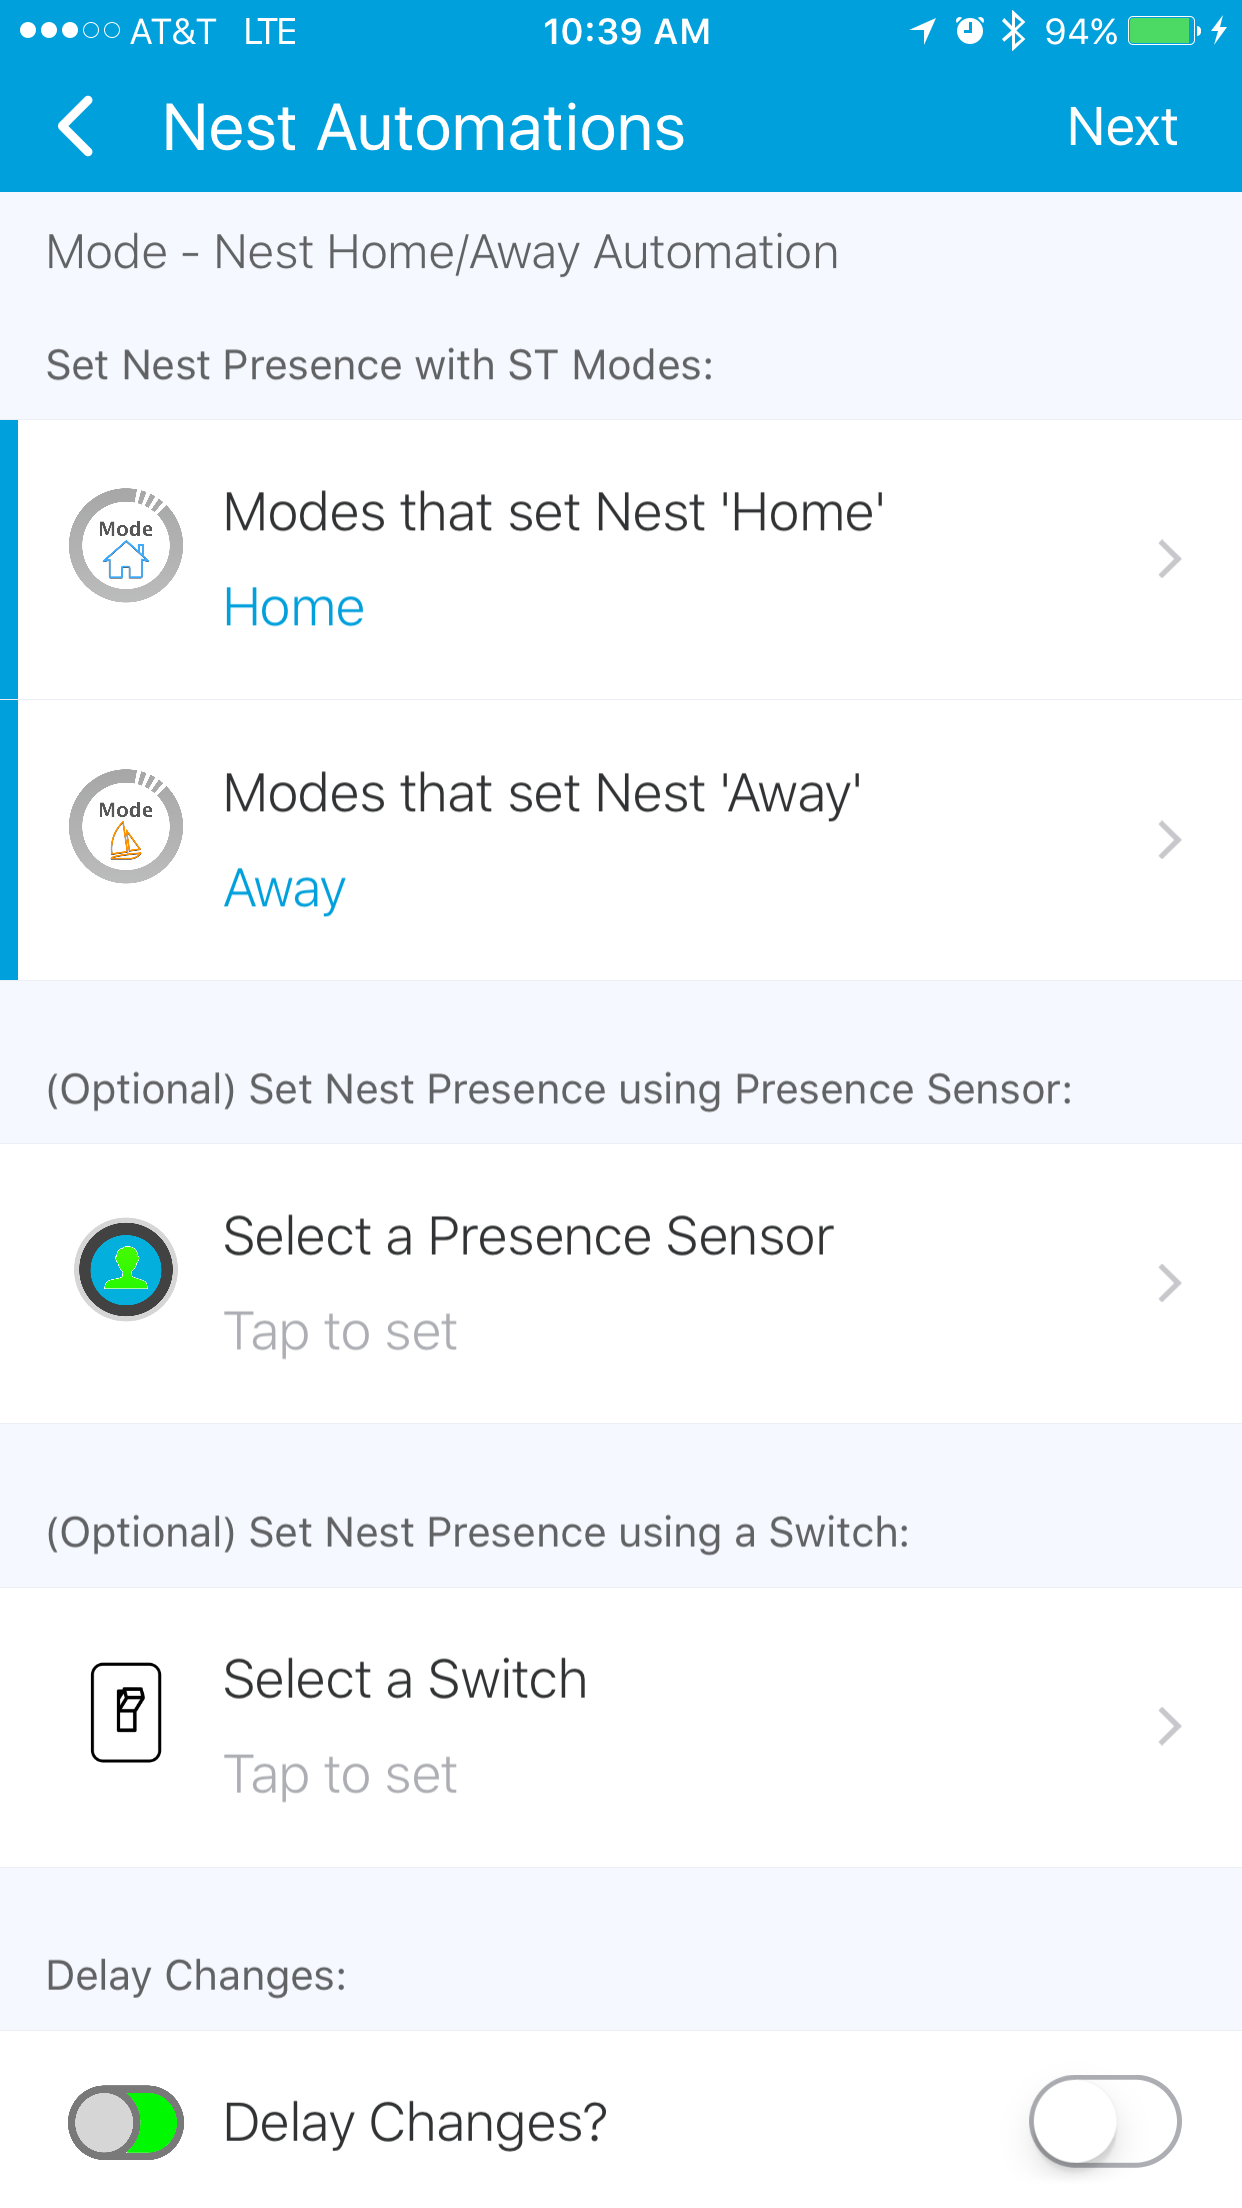 AT&T LTE 10:39 AM 94%
Nest Automations Next
Mode - Nest Home/Away Automation
Set Nest Presence with ST Modes:
Mode
Modes that set Nest 'Home'
Home
Mode
Modes that set Nest 'Away'
Away
(Optional) Set Nest Presence using Presence Sensor:
Select a Presence Sensor
Tap to set
(Optional) Set Nest Presence using a Switch:
Select a Switch
Tap to set
Delay Changes:
Delay Changes?